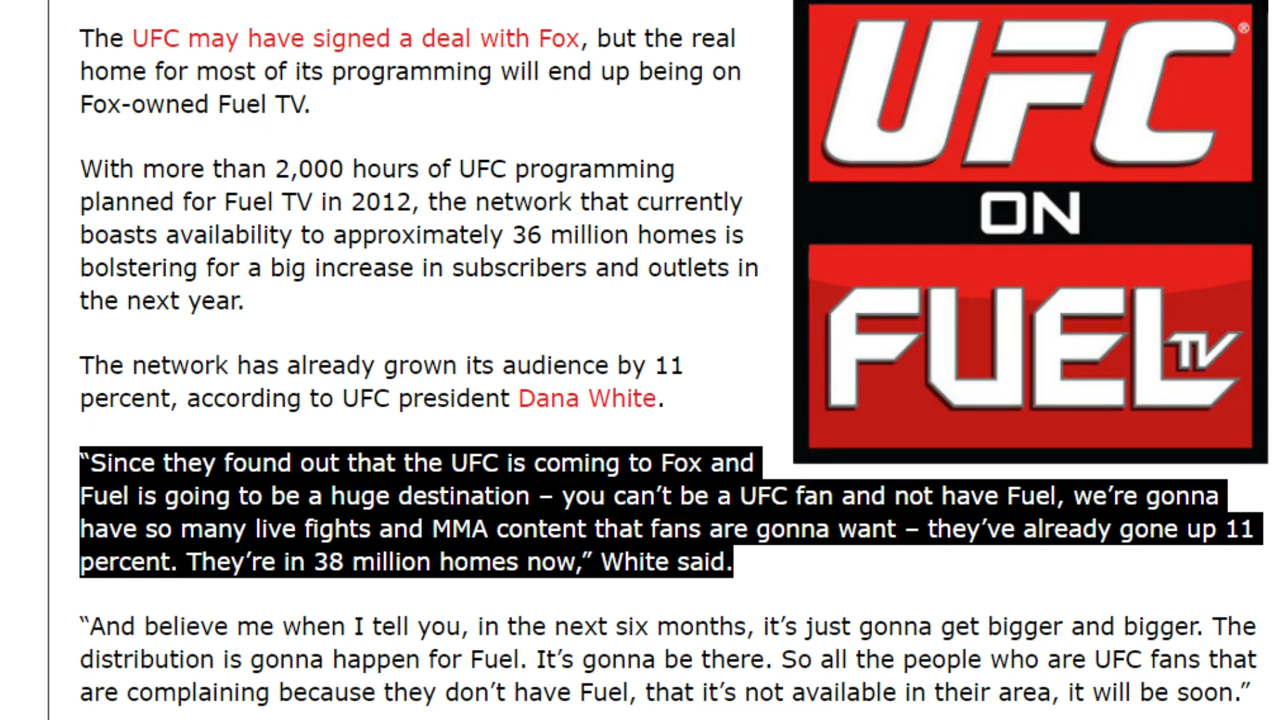 The UFC may have signed a deal with Fox, but the real
home for most of its programming will end up being on
Fox-owned Fuel TV.
With more than 2,000 hours of UFC programming
planned for Fuel TV in 2012, the network that currently
boasts availability to approximately 36 million homes is
bolstering for a big increase in subscribers and outlets in
the next year.
The network has already grown its audience by 11
percent, according to UFC president Dana White.
UFC®
ON
FUEL TV
“Since they found out that the UFC is coming to Fox and
Fuel is going to be a huge destination – you can’t be a UFC fan and not have Fuel, we’re gonna
have so many live fights and MMA content that fans are gonna want – they’ve already gone up 11
percent. They’re in 38 million homes now,” White said.
“And believe me when I tell you, in the next six months, it’s just gonna get bigger and bigger. The
distribution is gonna happen for Fuel. It’s gonna be there. So all the people who are UFC fans that
are complaining because they don’t have Fuel, that it’s not available in their area, it will be soon.”